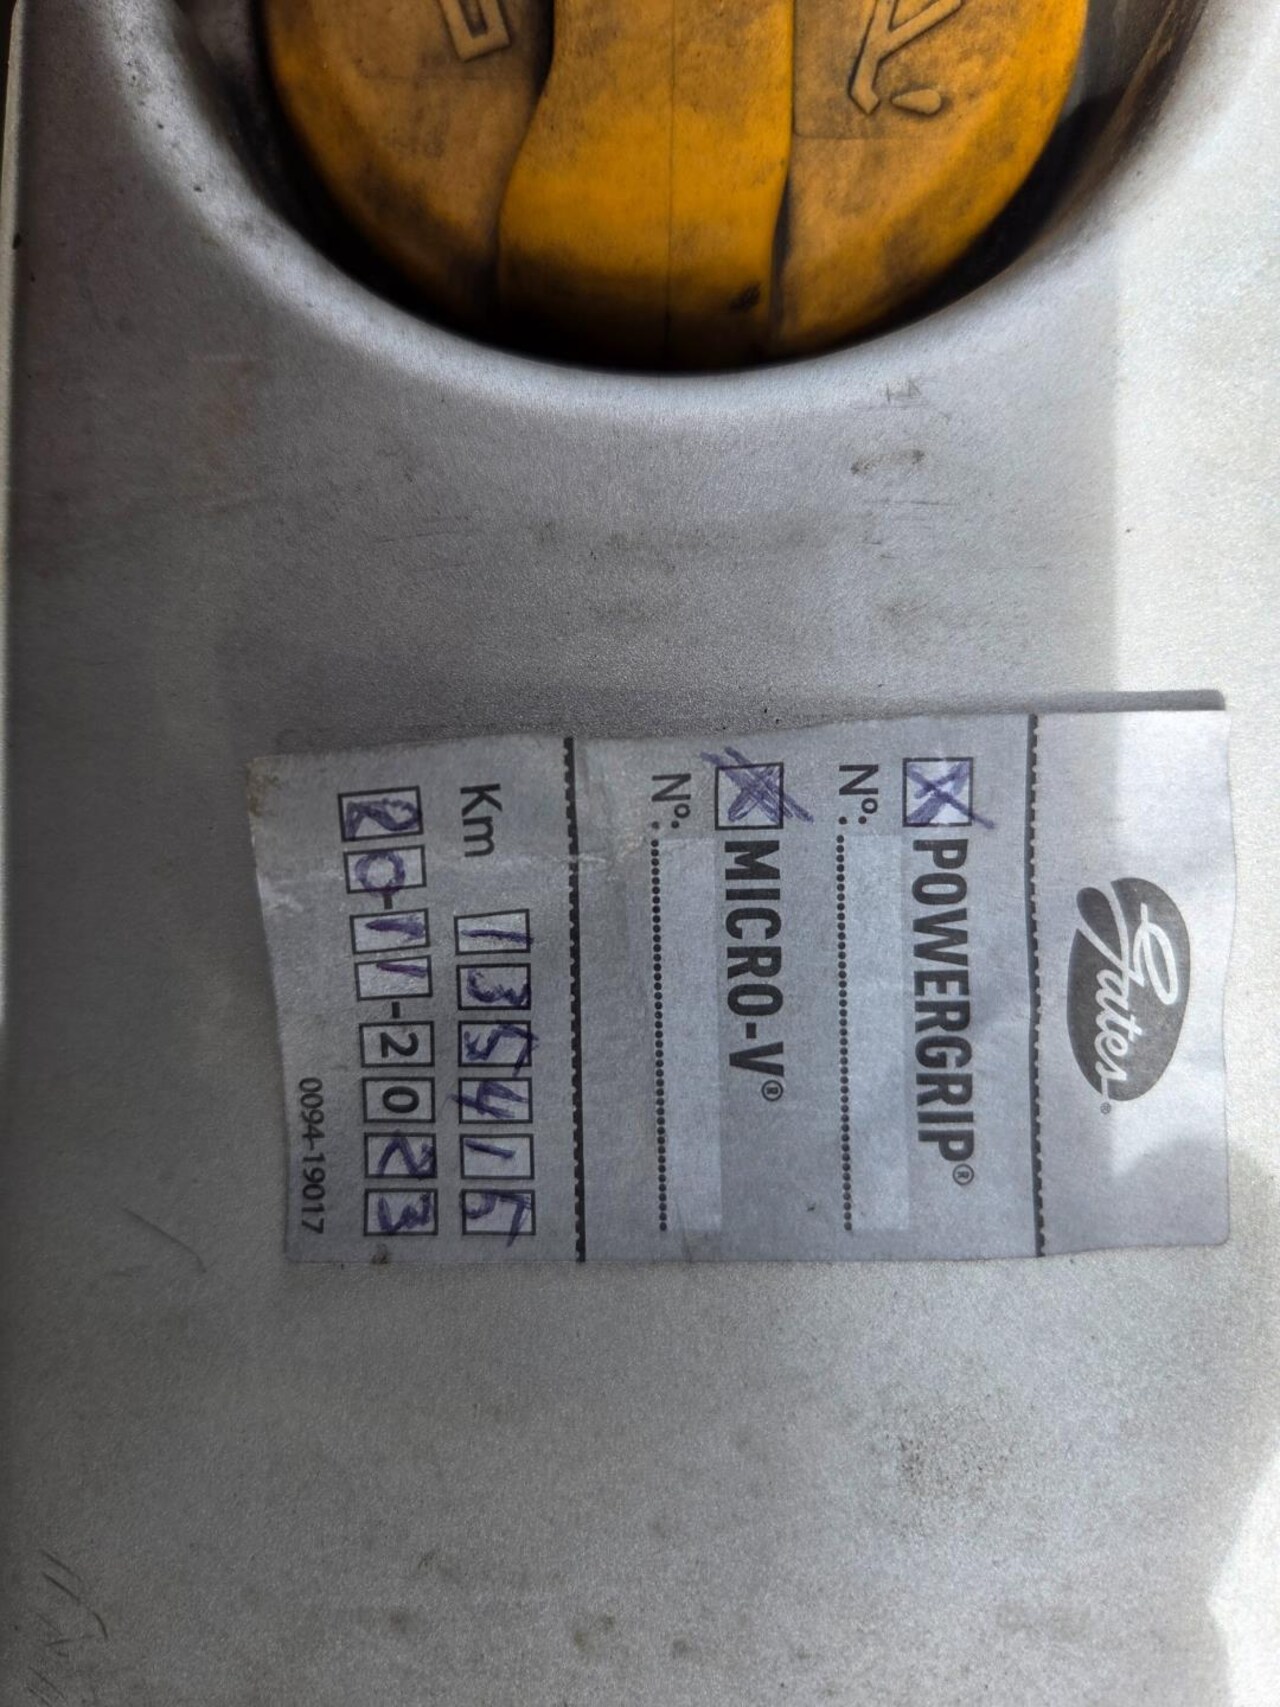 Gates®
☒ POWERGRIP®
Nº.
☒ MICRO-V®
Nº.
Km 135415
20-11-2023
0094-19017